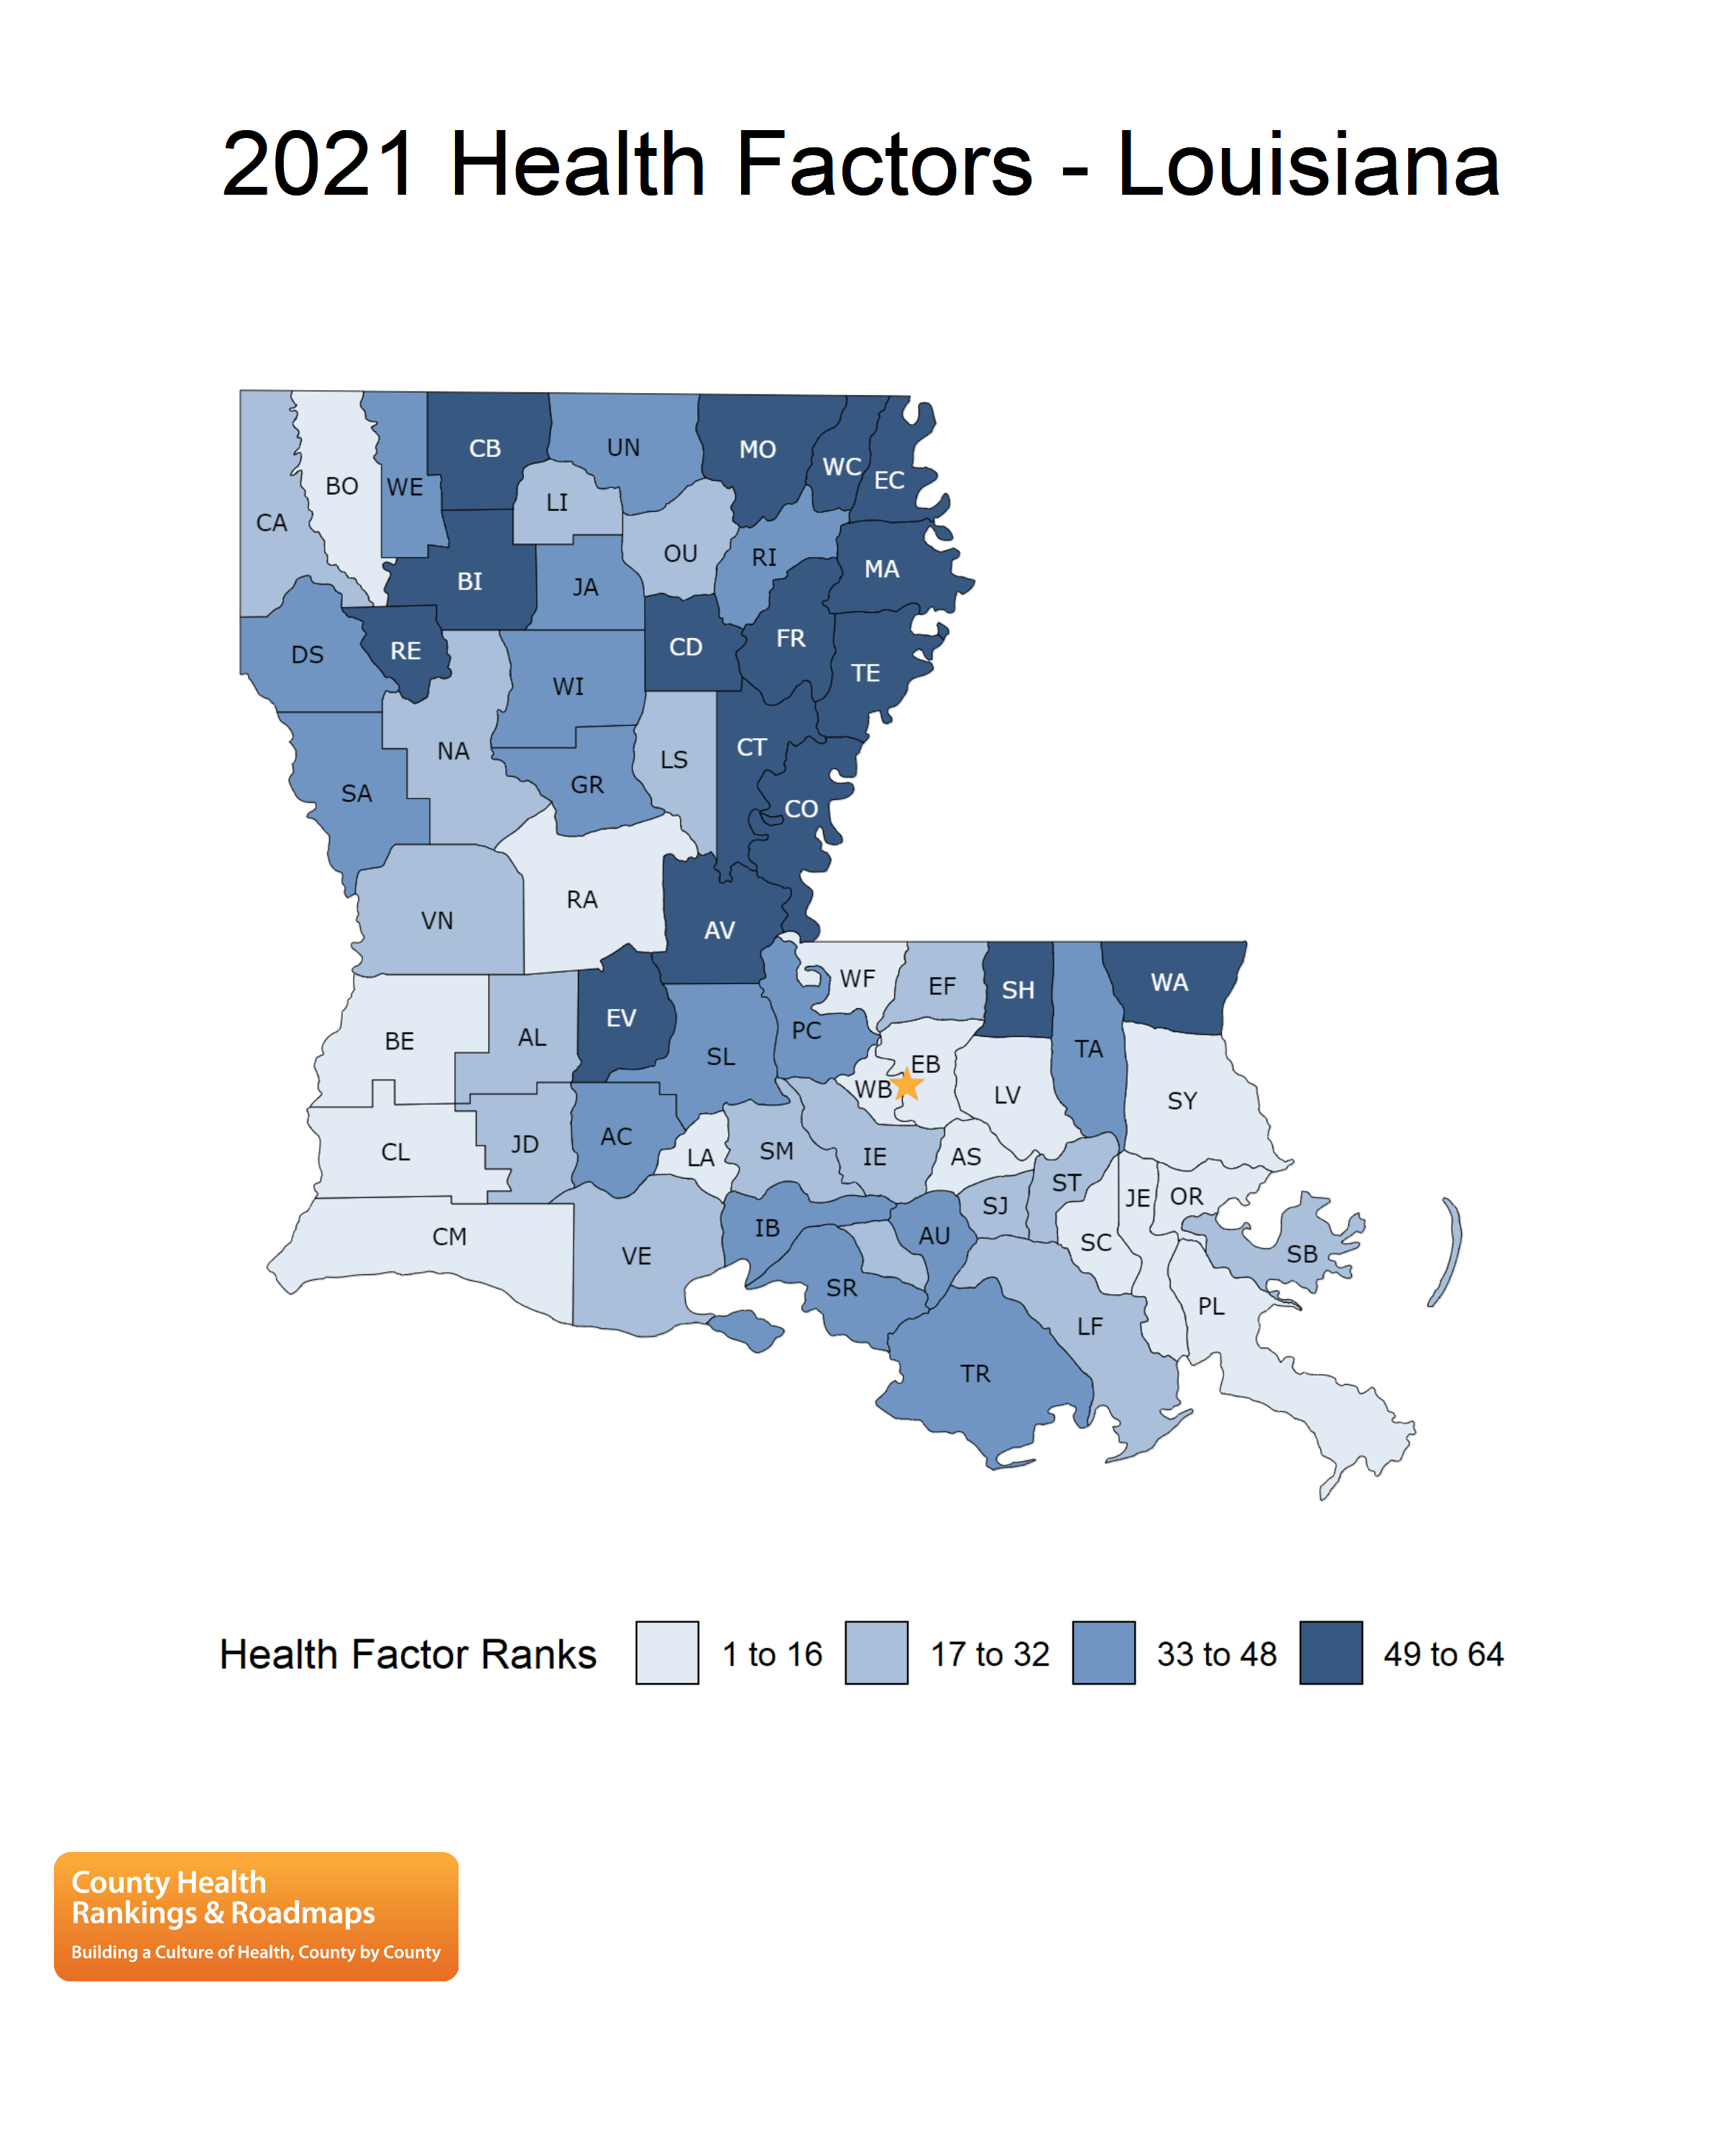 2021 Health Factors - Louisiana
CB UN MO
WC
BO WE LI EC
CA
OU RI
BI JA MA
DS RE CD FR
WI TE
NA LS CT
SA GR
CO
RA
VN AV
WF EF SH WA
EV PC
BE AL SL TA
EB
WB LV SY
JD AC
CL LA SM IE AS
ST
SJ JE OR
CM IB AU SC
VE SB
SR
PL
LF
TR
Health Factor Ranks 1 to 16 17 to 32 33 to 48 49 to 64
County Health
Rankings & Roadmaps
Building a Culture of Health, County by County